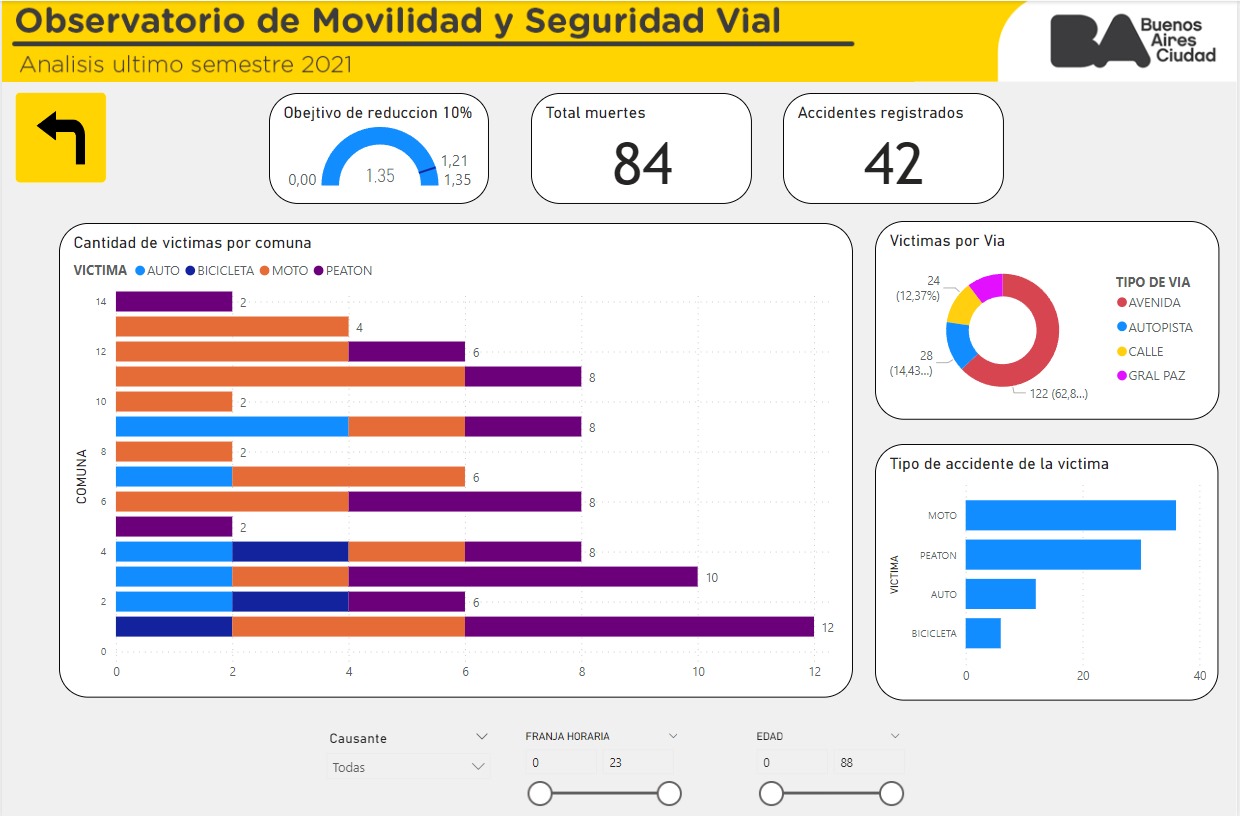 Observatorio de Movilidad y Seguridad Vial
Analisis ultimo semestre 2021
BA Buenos
Aires
Ciudad
Obejtivo de reduccion 10%
0,00
1.35
1,21
1,35
Total muertes
84
Accidentes registrados
42
Cantidad de victimas por comuna
VICTIMA AUTO BICICLETA MOTO PEATON
COMUNA
14
2
4
12
6
8
10
2
8
8
2
6
6
8
2
4
8
10
2
6
12
0
0 2 4 6 8 10 12
Victimas por Via
24
(12,37%)
28
(14,43...)
122 (62,8...)
TIPO DE VIA
AVENIDA
AUTOPISTA
CALLE
GRAL PAZ
Tipo de accidente de la victima
VICTIMA
MOTO
PEATON
AUTO
BICICLETA
0 20 40
Causante
Todas
FRANJA HORARIA
0 23
EDAD
0 88